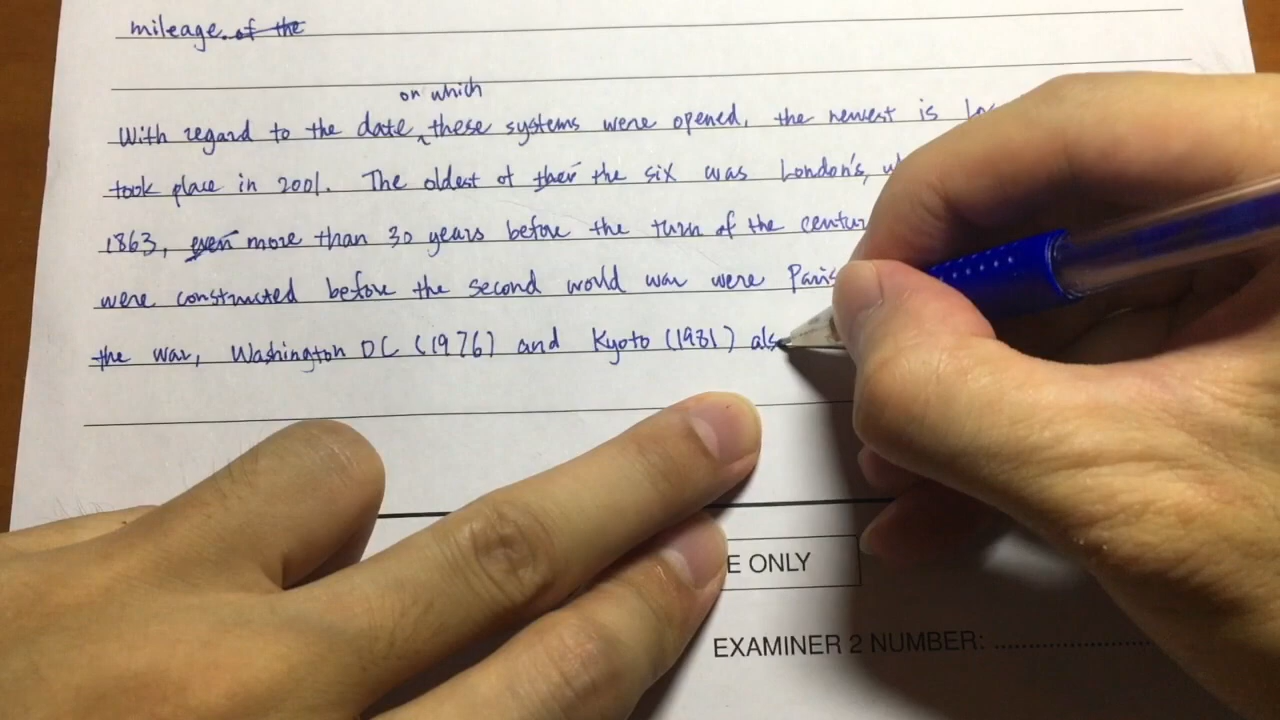 mileage. of the
on which
With regard to the date these systems were opened, the newest is
took place in 2001. The oldest of their the six was London's,
1863, even more than 30 years before the turn of the
were constructed before the second world war were Paris
the war, Washington DC (1976) and Kyoto (1981) als
E ONLY
EXAMINER 2 NUMBER: